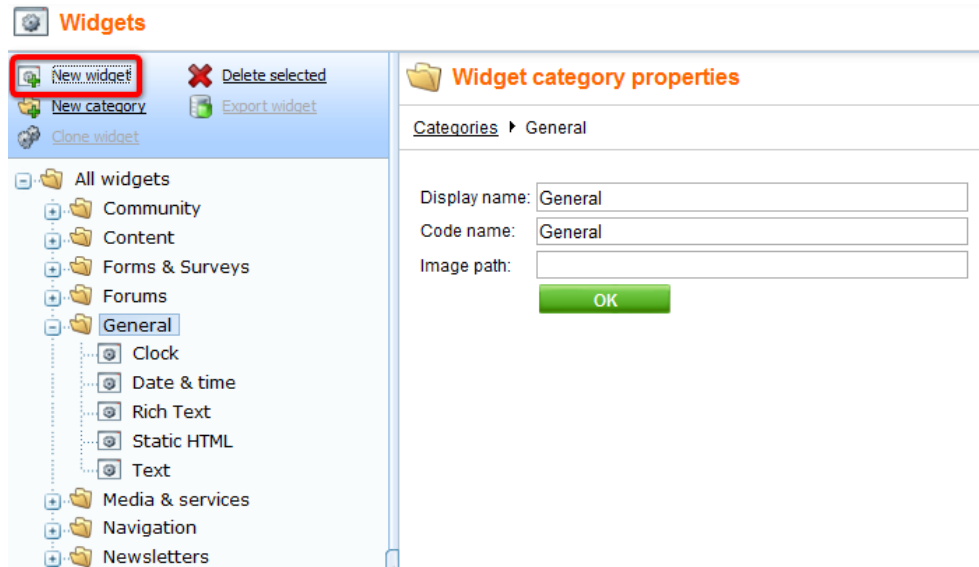 Widgets
New widget
Delete selected
New category
Export widget
Clone widget
All widgets
Community
Content
Forms & Surveys
Forums
General
Clock
Date & time
Rich Text
Static HTML
Text
Media & services
Navigation
Newsletters
Widget category properties
Categories General
Display name: General
Code name: General
Image path:
OK